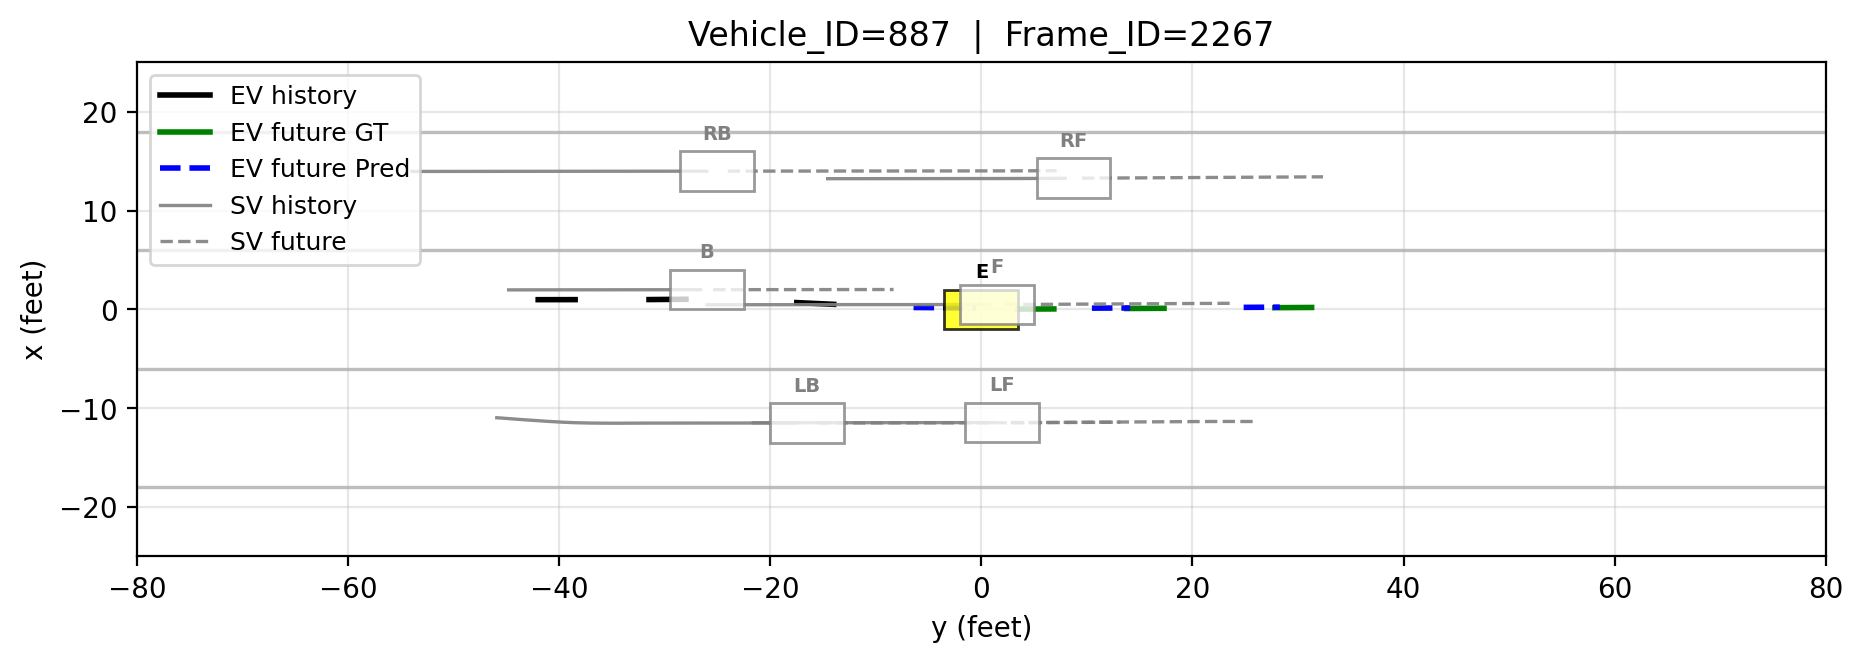 Vehicle_ID=887 | Frame_ID=2267
EV history
EV future GT
EV future Pred
SV history
SV future
RB
RF
B
E
F
LB
LF
20
10
0
−10
−20
x (feet)
−80
−60
−40
−20
0
20
40
60
80
y (feet)